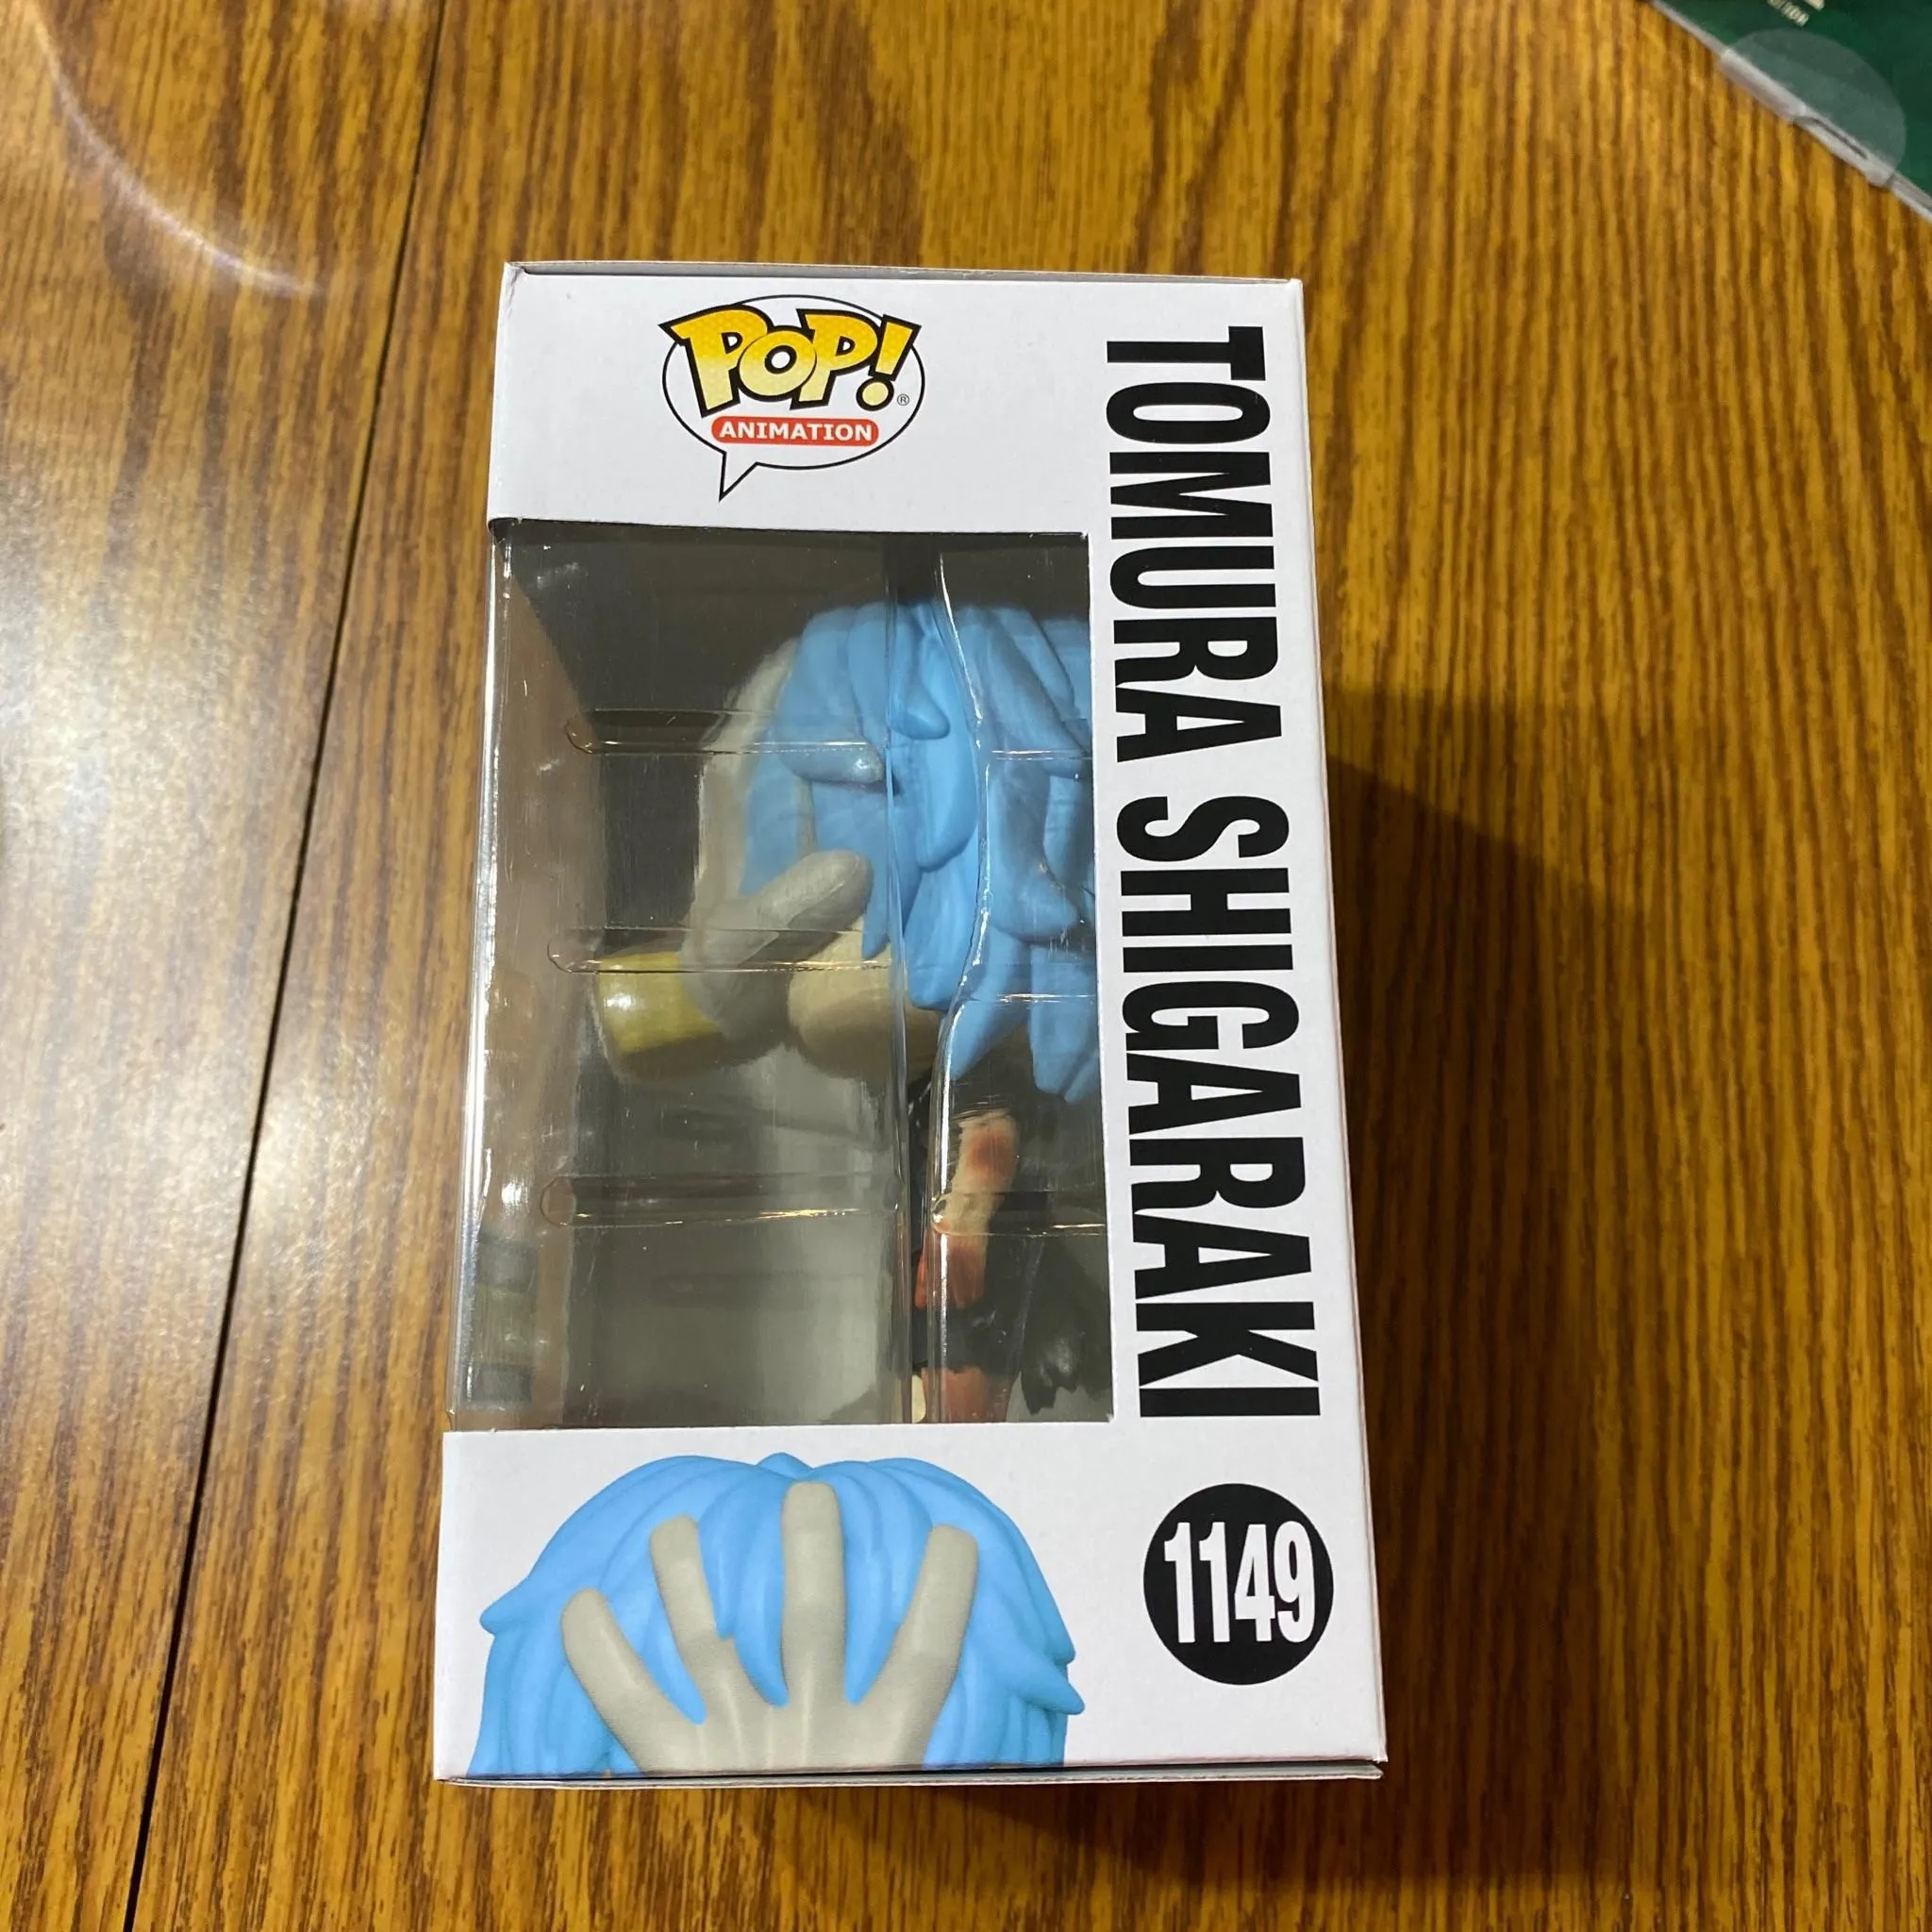 POP!
®
ANIMATION
TOMURA SHIGARAKI
1149